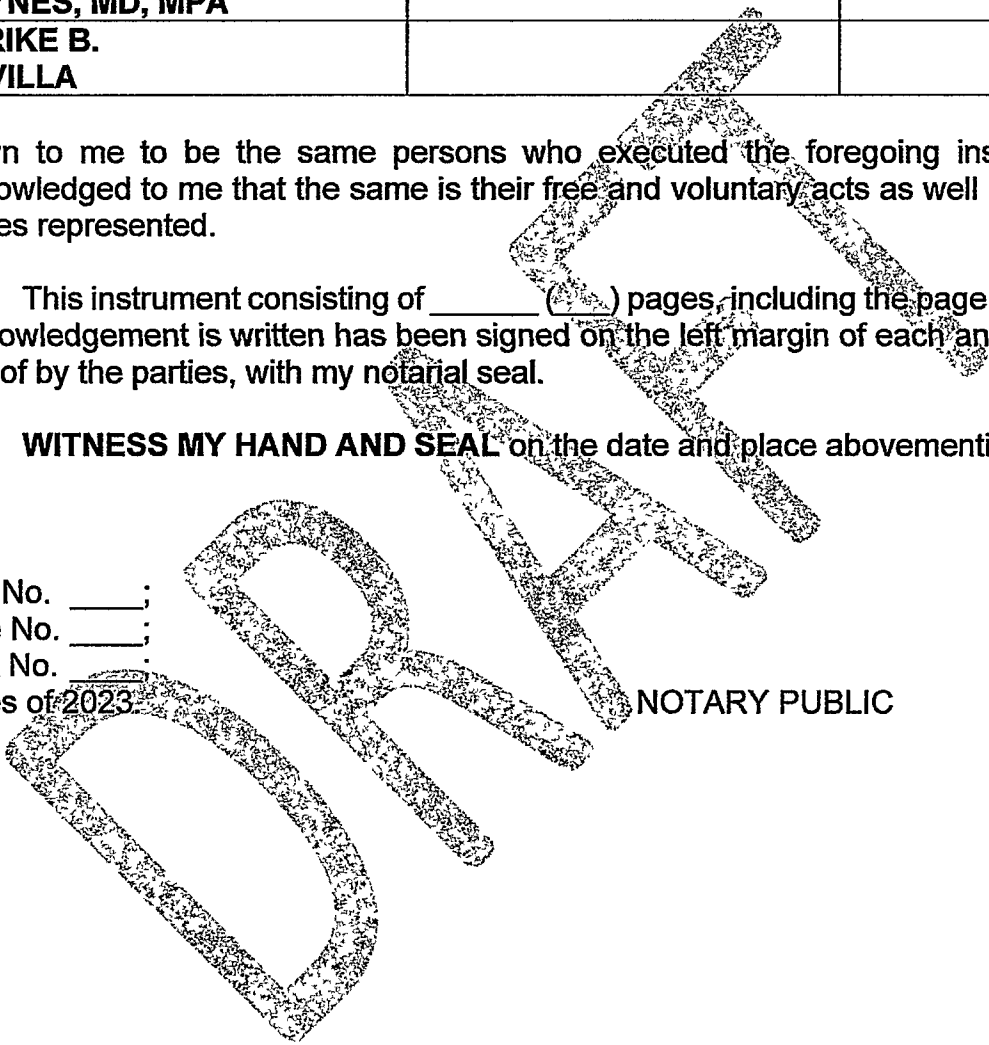 YNES, MD, MPA
RIKE B.
VILLA
n to me to be the same persons who executed the foregoing ins
owledged to me that the same is their free and voluntary acts as well
es represented.
This instrument consisting of ______ (___) pages, including the page
owledgement is written has been signed on the left margin of each an
of by the parties, with my notarial seal.
WITNESS MY HAND AND SEAL on the date and place abovementi
No. ____;
No. ____;
No. ____;
s of 2023.
NOTARY PUBLIC
DRAFT